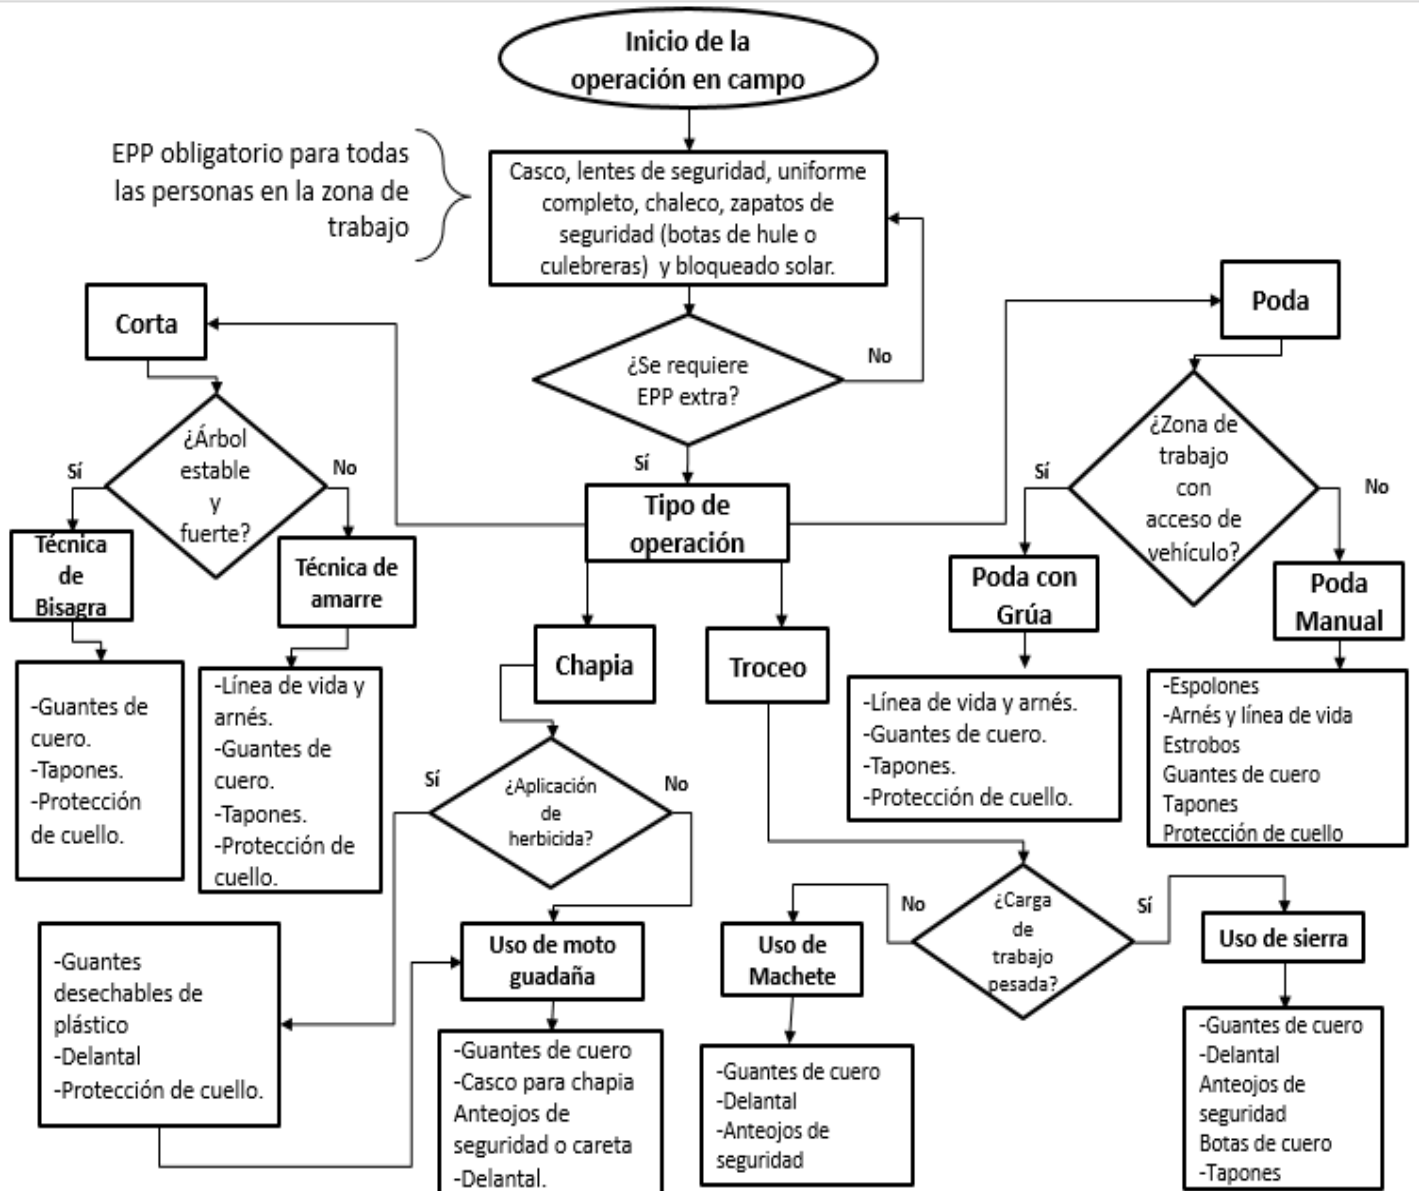 Inicio de la
operación en campo
EPP obligatorio para todas
las personas en la zona de
trabajo
Casco, lentes de seguridad, uniforme
completo, chaleco, zapatos de
seguridad (botas de hule o
culebreras) y bloqueado solar.
¿Se requiere
EPP extra?
No
Sí
Tipo de
operación
Corta
¿Árbol
estable
y
fuerte?
Sí
No
Técnica
de
Bisagra
Técnica de
amarre
-Guantes de
cuero.
-Tapones.
-Protección
de cuello.
-Línea de vida y
arnés.
-Guantes de
cuero.
-Tapones.
-Protección de
cuello.
Poda
¿Zona de
trabajo
con
acceso de
vehículo?
Sí
No
Poda con
Grúa
Poda
Manual
-Línea de vida y arnés.
-Guantes de cuero.
-Tapones.
-Protección de cuello.
-Espolones
-Arnés y línea de vida
Estrobos
Guantes de cuero
Tapones
Protección de cuello
Chapia
¿Aplicación
de
herbicida?
Sí
No
-Guantes
desechables de
plástico
-Delantal
-Protección de cuello.
Uso de moto
guadaña
-Guantes de cuero
-Casco para chapia
Anteojos de
seguridad o careta
-Delantal.
Troceo
¿Carga
de
trabajo
pesada?
No
Sí
Uso de
Machete
-Guantes de cuero
-Delantal
-Anteojos de
seguridad
Uso de sierra
-Guantes de cuero
-Delantal
Anteojos de
seguridad
Botas de cuero
-Tapones